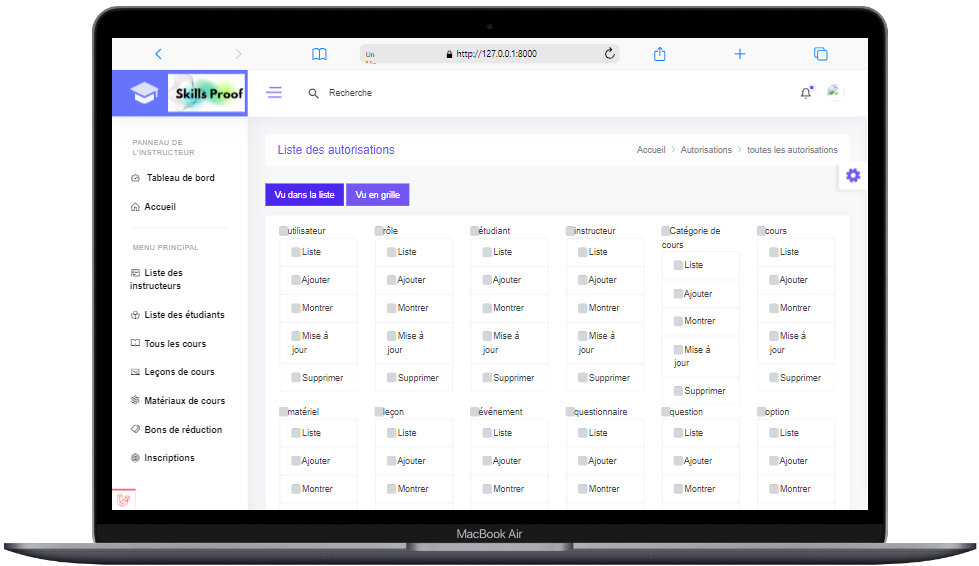 Un
http://127.0.0.1:8000
Skills Proof
Recherche
PANNEAU DE
L'INSTRUCTEUR
Tableau de bord
Accueil
MENU PRINCIPAL
Liste des
instructeurs
Liste des étudiants
Tous les cours
Leçons de cours
Matériaux de cours
Bons de réduction
Inscriptions
Liste des autorisations
Accueil > Autorisations > toutes les autorisations
Vu dans la liste
Vu en grille
utilisateur
Liste
Ajouter
Montrer
Mise à
jour
Supprimer
rôle
Liste
Ajouter
Montrer
Mise à
jour
Supprimer
étudiant
Liste
Ajouter
Montrer
Mise à
jour
Supprimer
instructeur
Liste
Ajouter
Montrer
Mise à
jour
Supprimer
Catégorie de
cours
Liste
Ajouter
Montrer
Mise à
jour
Supprimer
cours
Liste
Ajouter
Montrer
Mise à
jour
Supprimer
matériel
Liste
Ajouter
Montrer
leçon
Liste
Ajouter
Montrer
événement
Liste
Ajouter
Montrer
questionnaire
Liste
Ajouter
Montrer
question
Liste
Ajouter
Montrer
option
Liste
Ajouter
Montrer
MacBook Air